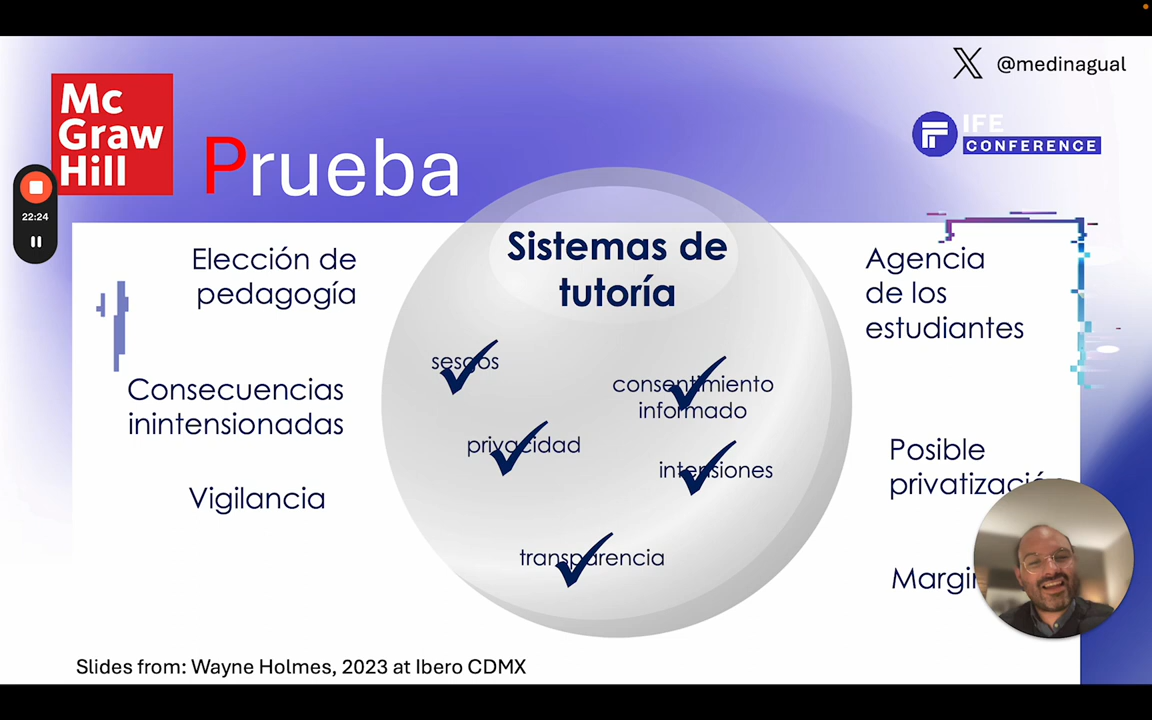 @medinagual
Mc
Graw
Hill
IFE
CONFERENCE
Prueba
22:24
Sistemas de
tutoría
Elección de
pedagogía
Agencia
de los
estudiantes
sesgos
consentimiento
informado
Consecuencias
inintensionadas
privacidad
intensiones
Posible
Vigilancia
transparencia
Slides from: Wayne Holmes, 2023 at Ibero CDMX